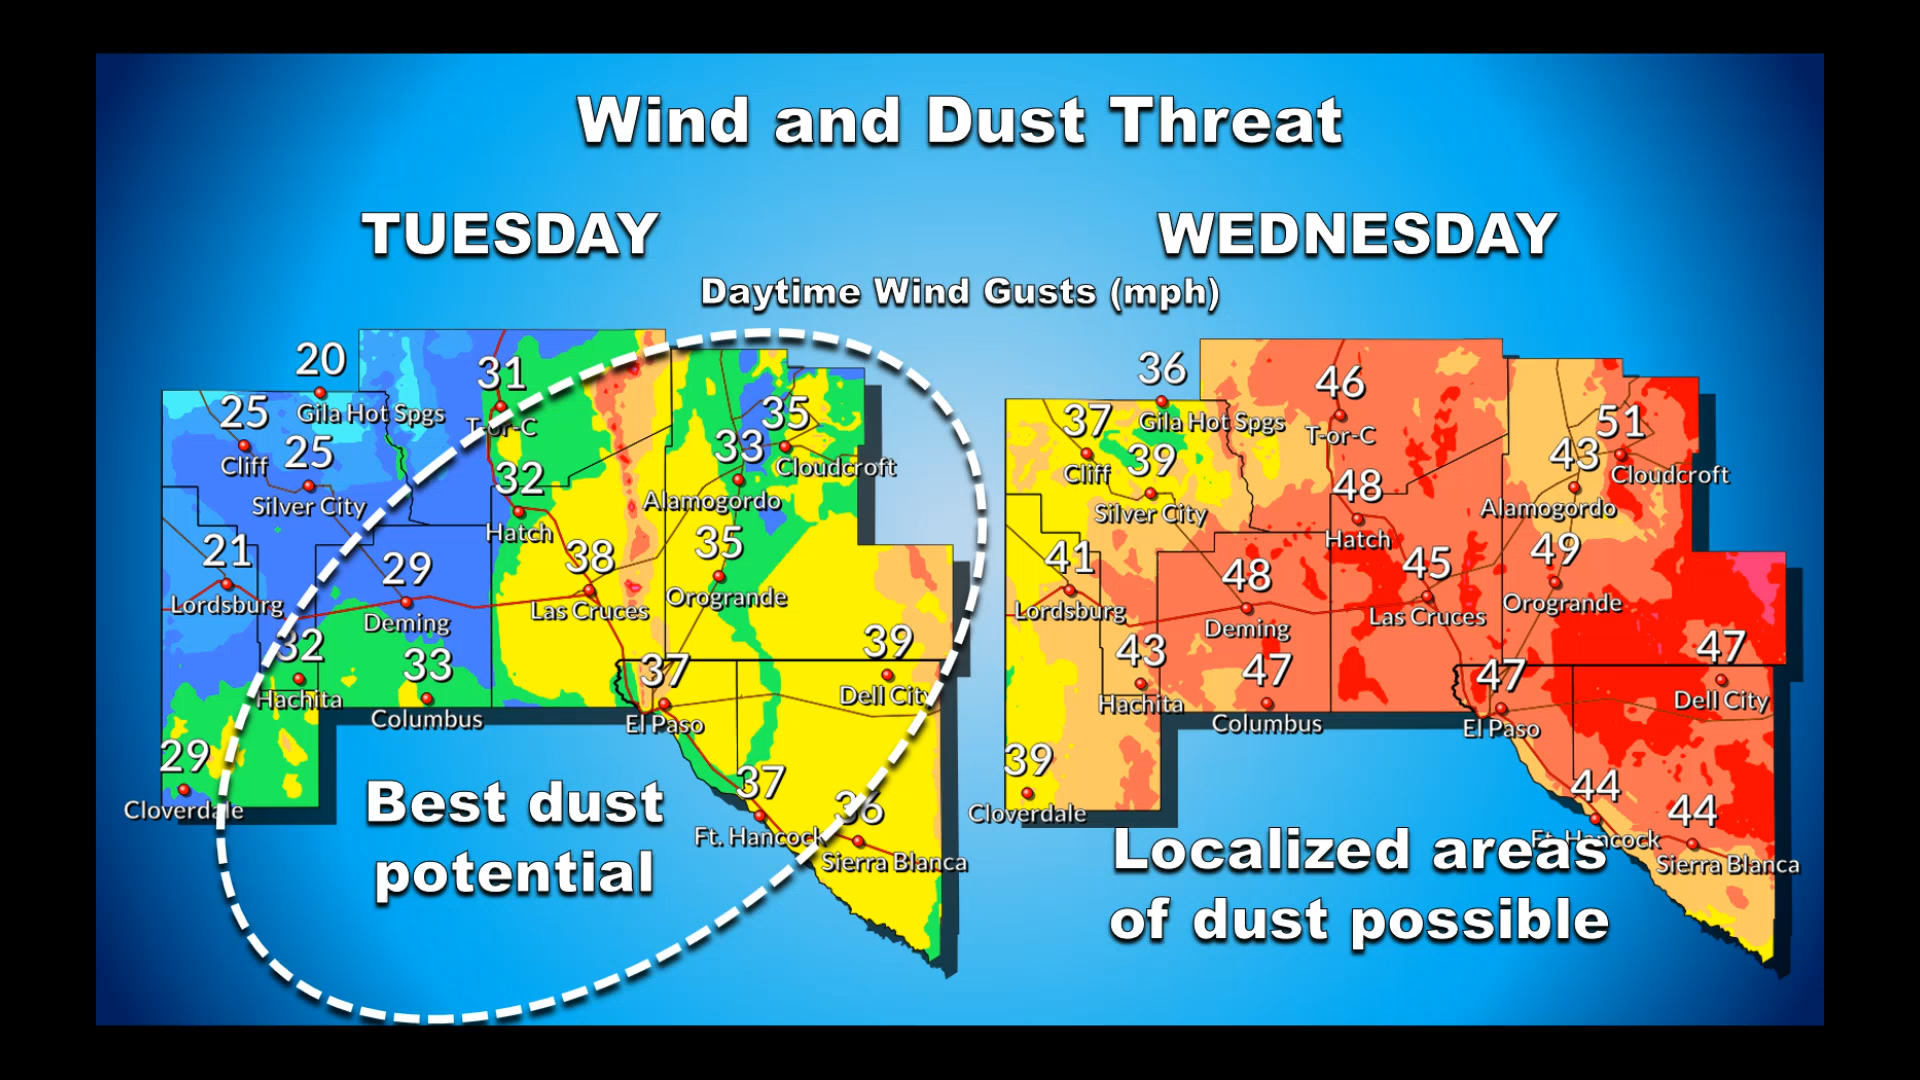 Wind and Dust Threat
TUESDAY
WEDNESDAY
Daytime Wind Gusts (mph)
20
Gila Hot Spgs
25
Cliff
25
Silver City
31
T-or-C
32
Hatch
35
Cloudcroft
33
Alamogordo
21
Lordsburg
29
Deming
38
Las Cruces
35
Orogrande
32
Hachita
33
Columbus
37
El Paso
39
Dell City
29
Cloverdale
37
Ft. Hancock
36
Sierra Blanca
Best dust
potential
36
Gila Hot Spgs
37
Cliff
39
Silver City
46
T-or-C
48
Hatch
51
Cloudcroft
43
Alamogordo
41
Lordsburg
48
Deming
45
Las Cruces
49
Orogrande
43
Hachita
47
Columbus
47
El Paso
47
Dell City
39
Cloverdale
44
Ft. Hancock
44
Sierra Blanca
Localized areas
of dust possible